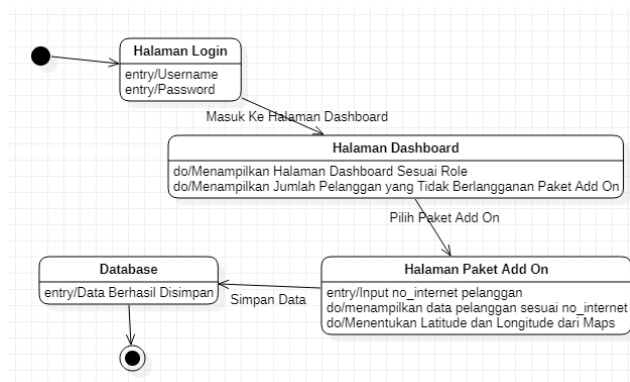 Halaman Login
entry/Username
entry/Password
Masuk Ke Halaman Dashboard
Halaman Dashboard
do/Menampilkan Halaman Dashboard Sesuai Role
do/Menampilkan Jumlah Pelanggan yang Tidak Berlangganan Paket Add On
Pilih Paket Add On
Database
entry/Data Berhasil Disimpan
Simpan Data
Halaman Paket Add On
entry/Input no_internet pelanggan
do/menampilkan data pelanggan sesuai no_internet
do/Menentukan Latitude dan Longitude dari Maps